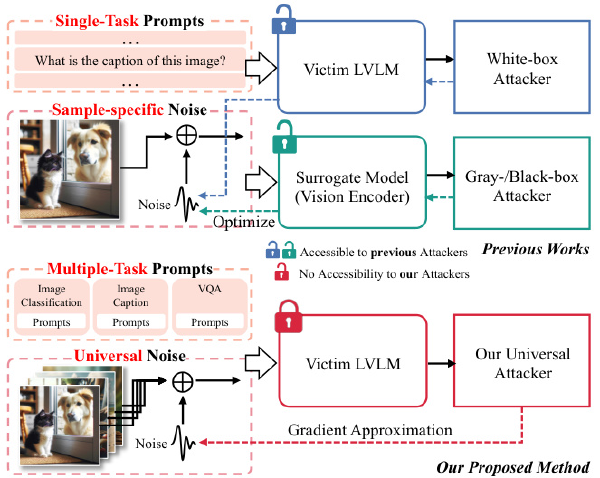 Single-Task Prompts
...
What is the caption of this image?
...
Victim LVLM
White-box
Attacker
Sample-specific Noise
Noise
Optimize
Surrogate Model
(Vision Encoder)
Gray-/Black-box
Attacker
Accessible to previous Attackers
Previous Works
No Accessibility to our Attackers
Multiple-Task Prompts
Image
Classification
Prompts
Image
Caption
Prompts
VQA
Prompts
Universal Noise
Noise
Victim LVLM
Our Universal
Attacker
Gradient Approximation
Our Proposed Method